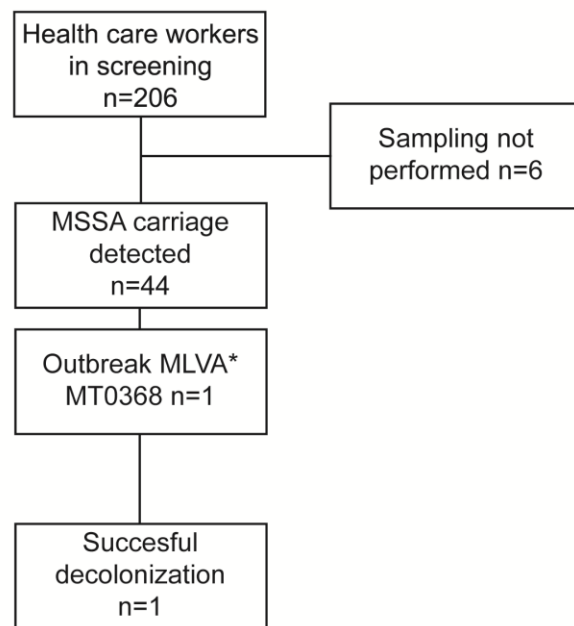 Health care workers
in screening
n=206
Sampling not
performed n=6
MSSA carriage
detected
n=44
Outbreak MLVA*
MT0368 n=1
Succesful
decolonization
n=1